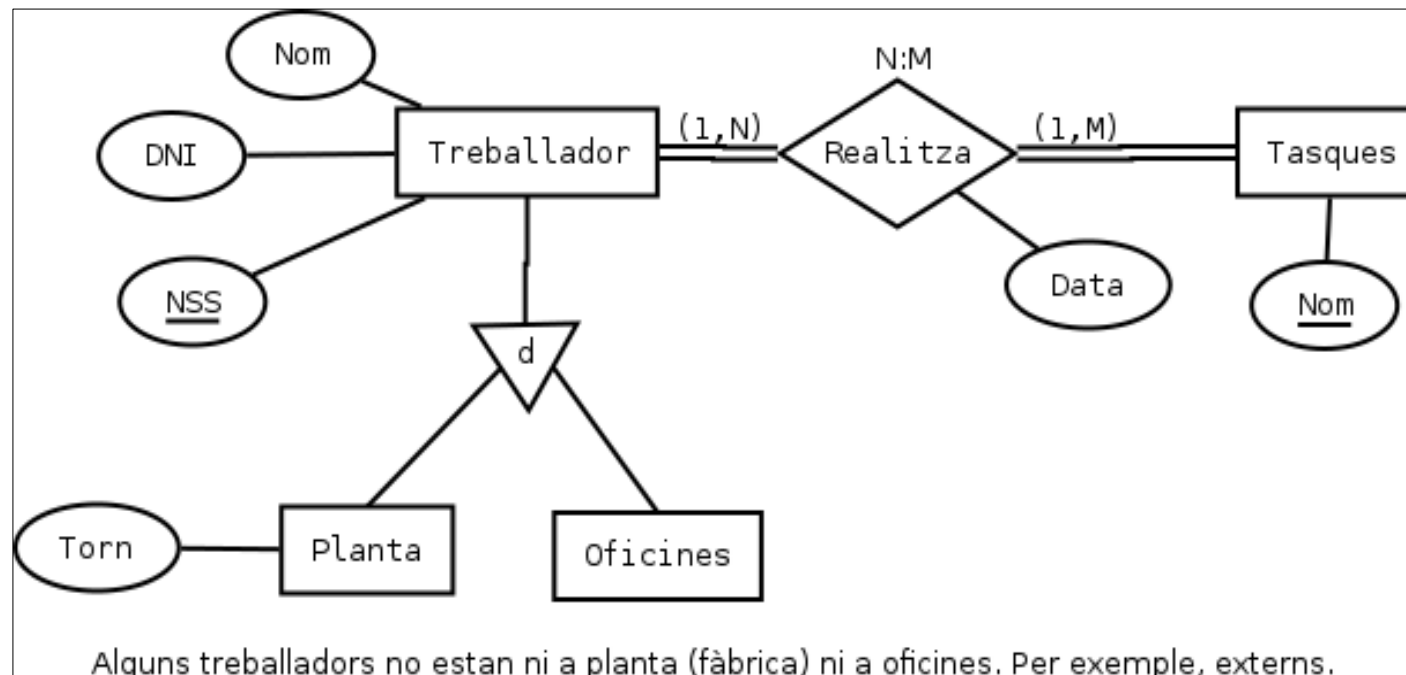 Nom
N:M
DNI
Treballador
(1,N)
Realitza
(1,M)
Tasques
NSS
Data
Nom
d
Torn
Planta
Oficines
Alguns treballadors no estan ni a planta (fàbrica) ni a oficines. Per exemple, externs.